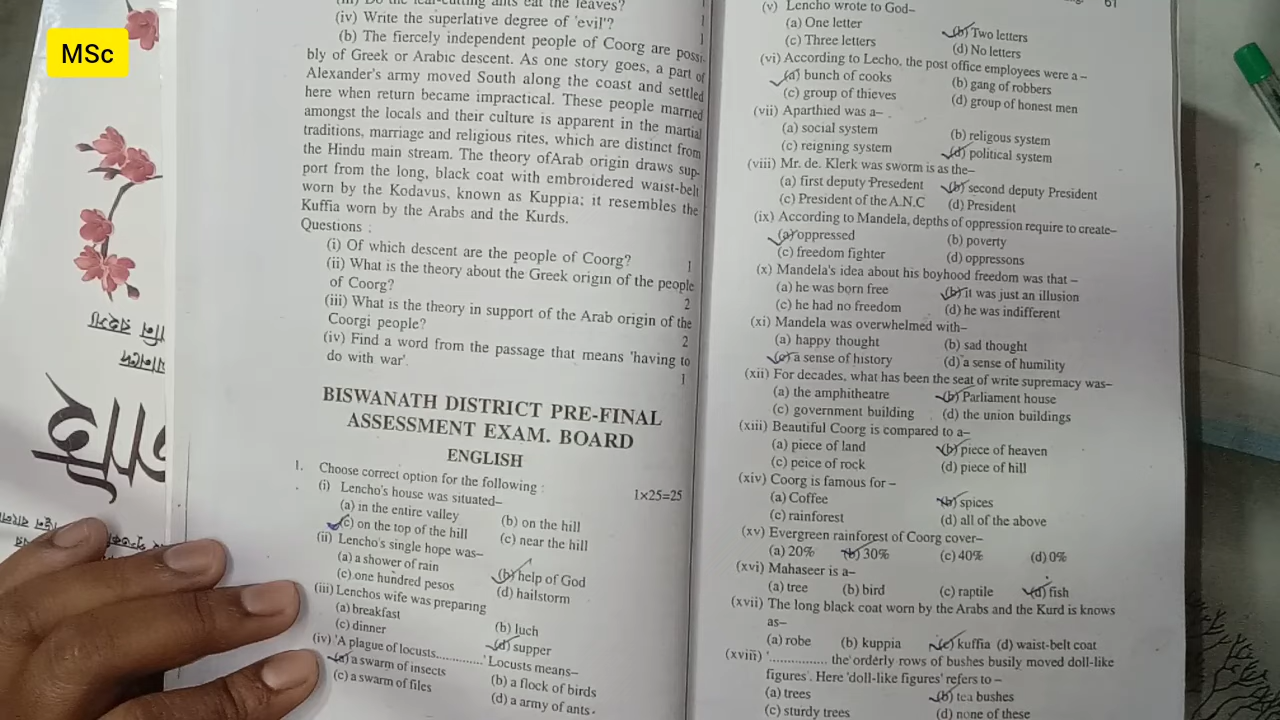 MSc
(iii) Do the leaf-cutting ants eat the leaves?
1
(iv) Write the superlative degree of 'evil'?
1
(b) The fiercely independent people of Coorg are possi-
bly of Greek or Arabic descent. As one story goes, a part of
Alexander's army moved South along the coast and settled
here when return became impractical. These people married
amongst the locals and their culture is apparent in the martial
traditions, marriage and religious rites, which are distinct from
the Hindu main stream. The theory ofArab origin draws sup-
port from the long, black coat with embroidered waist-belt
worn by the Kodavus, known as Kuppia; it resembles the
Kuffia worn by the Arabs and the Kurds.
Questions :
(i) Of which descent are the people of Coorg?
1
(ii) What is the theory about the Greek origin of the people
of Coorg?
2
(iii) What is the theory in support of the Arab origin of the
Coorgi people?
2
(iv) Find a word from the passage that means 'having to
do with war'.
1
BISWANATH DISTRICT PRE-FINAL
ASSESSMENT EXAM. BOARD
ENGLISH
1. Choose correct option for the following :
1×25=25
(i) Lencho's house was situated–
(a) in the entire valley (b) on the hill
(c) on the top of the hill (c) near the hill
(ii) Lencho's single hope was–
(a) a shower of rain (b) help of God
(c) one hundred pesos (d) hailstorm
(iii) Lenchos wife was preparing
(a) breakfast (b) luch
(c) dinner (d) supper
(iv) 'A plague of locusts..............' Locusts means–
(a) a swarm of insects (b) a flock of birds
(c) a swarm of files (d) a army of ants
61
(v) Lencho wrote to God–
(a) One letter (b) Two letters
(c) Three letters (d) No letters
(vi) According to Lecho, the post office employees were a –
(a) bunch of cooks (b) gang of robbers
(c) group of thieves (d) group of honest men
(vii) Aparthied was a–
(a) social system (b) religous system
(c) reigning system (d) political system
(viii) Mr. de. Klerk was sworm is as the–
(a) first deputy Presedent (b) second deputy President
(c) President of the A.N.C (d) President
(ix) According to Mandela, depths of oppression require to create–
(a) oppressed (b) poverty
(c) freedom fighter (d) oppressons
(x) Mandela's idea about his boyhood freedom was that –
(a) he was born free (b) it was just an illusion
(c) he had no freedom (d) he was indifferent
(xi) Mandela was overwhelmed with–
(a) happy thought (b) sad thought
(c) a sense of history (d) a sense of humility
(xii) For decades, what has been the seat of write supremacy was–
(a) the amphitheatre (b) Parliament house
(c) government building (d) the union buildings
(xiii) Beautiful Coorg is compared to a–
(a) piece of land (b) piece of heaven
(c) peice of rock (d) piece of hill
(xiv) Coorg is famous for –
(a) Coffee (b) spices
(c) rainforest (d) all of the above
(xv) Evergreen rainforest of Coorg cover–
(a) 20% (b) 30% (c) 40% (d) 0%
(xvi) Mahaseer is a–
(a) tree (b) bird (c) raptile (d) fish
(xvii) The long black coat worn by the Arabs and the Kurd is knows
as–
(a) robe (b) kuppia (c) kuffia (d) waist-belt coat
(xviii) '................ the orderly rows of bushes busily moved doll-like
figures'. Here 'doll-like figures' refers to –
(a) trees (b) tea bushes
(c) sturdy trees (d) none of these